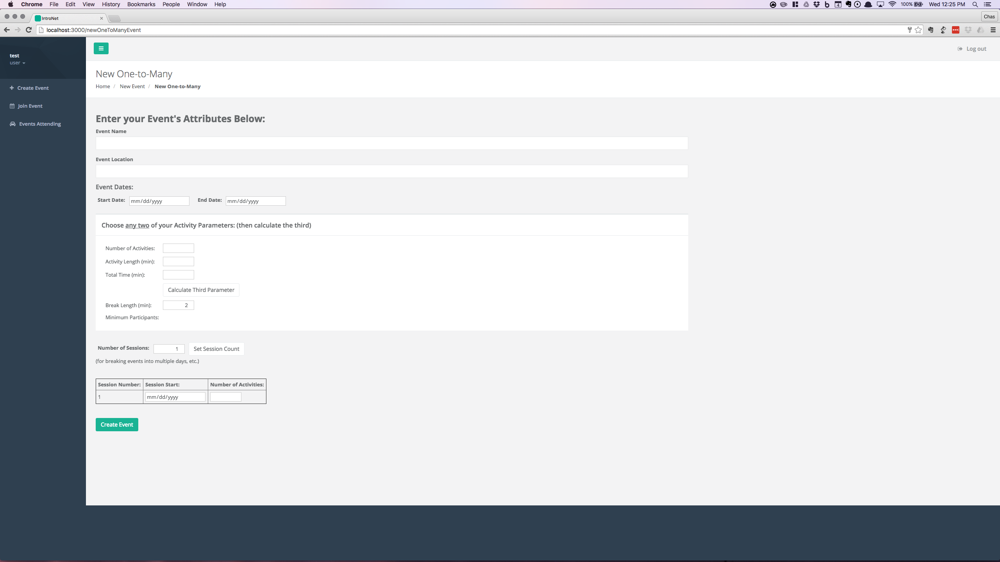 Chrome File Edit View History Bookmarks People Window Help 4 100% Wed 12:25 PM
IntroNet Chas
localhost:3000/newOneToManyEvent
test
user
Create Event
Join Event
Events Attending
Log out
New One-to-Many
Home / New Event / New One-to-Many
Enter your Event's Attributes Below:
Event Name
Event Location
Event Dates:
Start Date: mm/dd/yyyy End Date: mm/dd/yyyy
Choose any two of your Activity Parameters: (then calculate the third)
Number of Activities:
Activity Length (min):
Total Time (min):
Calculate Third Parameter
Break Length (min): 2
Minimum Participants:
Number of Sessions: 1 Set Session Count
(for breaking events into multiple days, etc.)
Session Number: Session Start: Number of Activities:
1 mm/dd/yyyy
Create Event